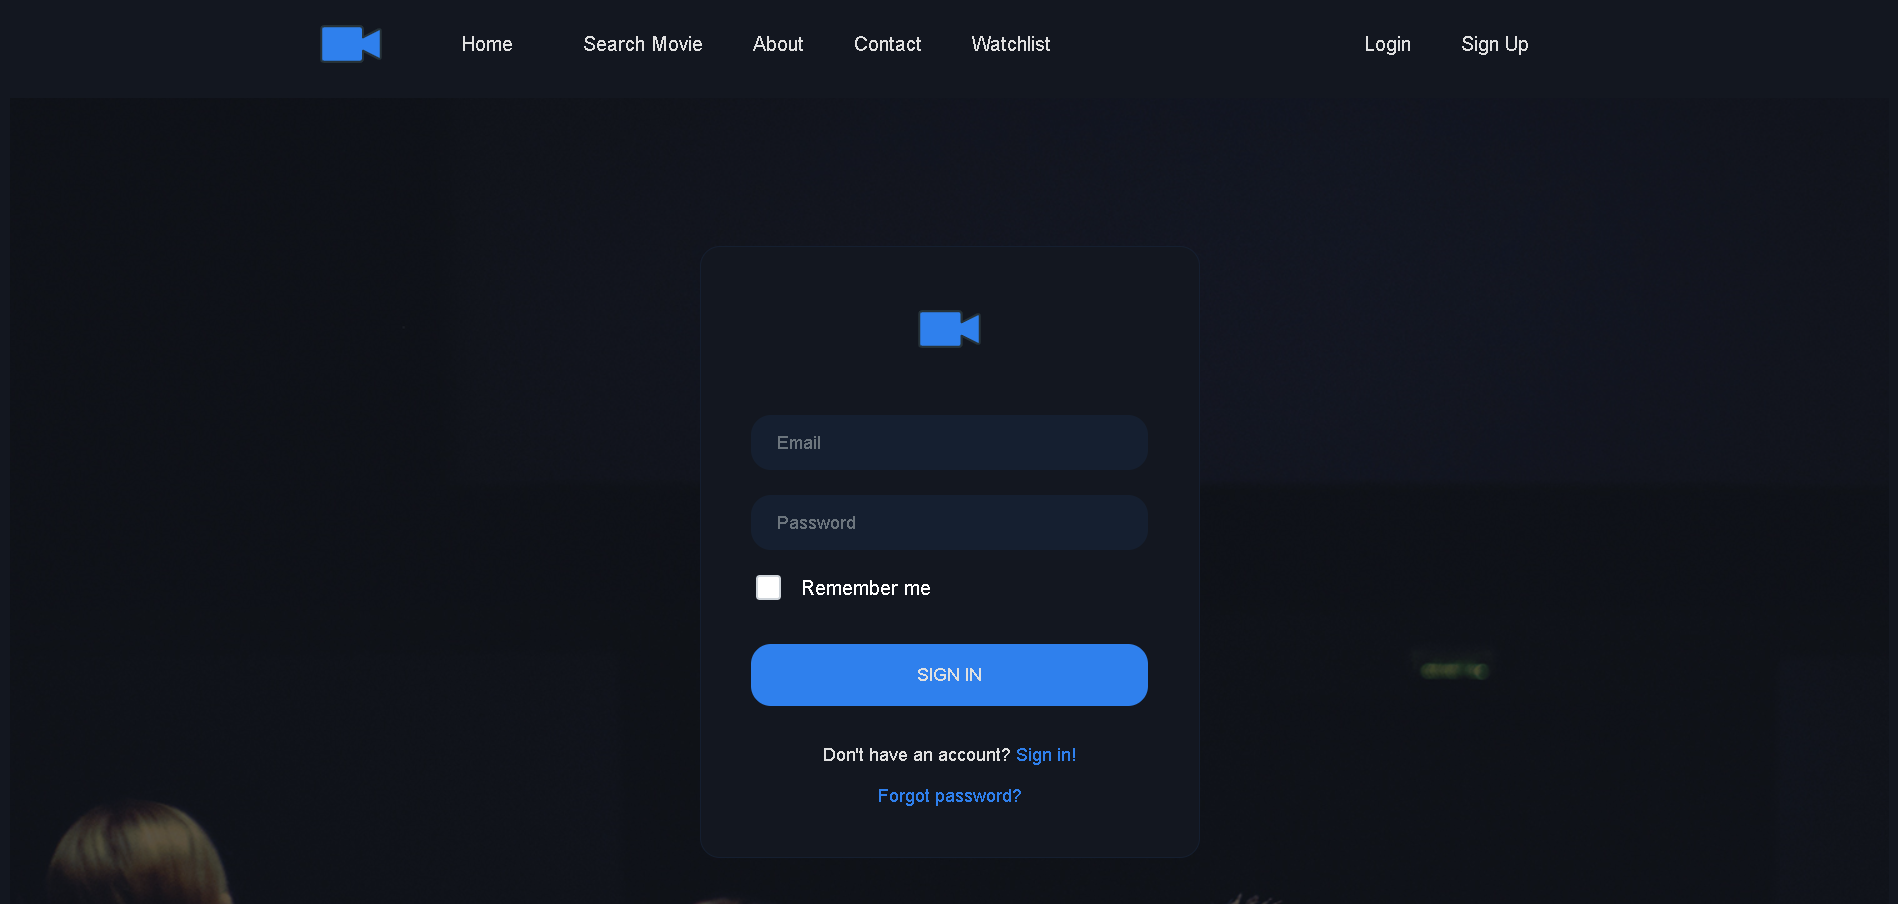 Home Search Movie About Contact Watchlist Login Sign Up
Email
Password
Remember me
SIGN IN
Don't have an account? Sign in!
Forgot password?